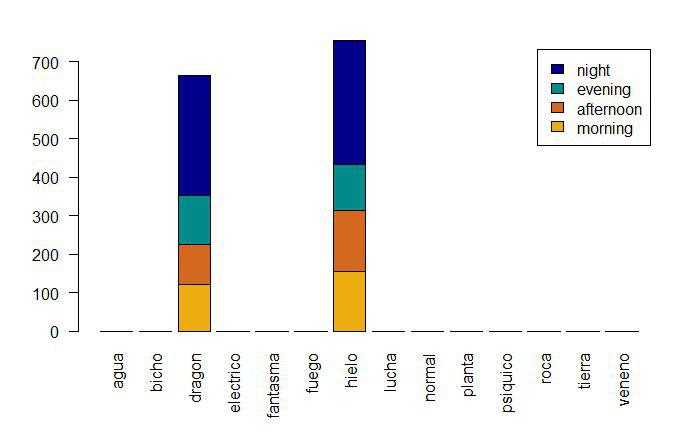 700
600
500
400
300
200
100
0
night
evening
afternoon
morning
agua
bicho
dragon
electrico
fantasma
fuego
hielo
lucha
normal
planta
psiquico
roca
tierra
veneno